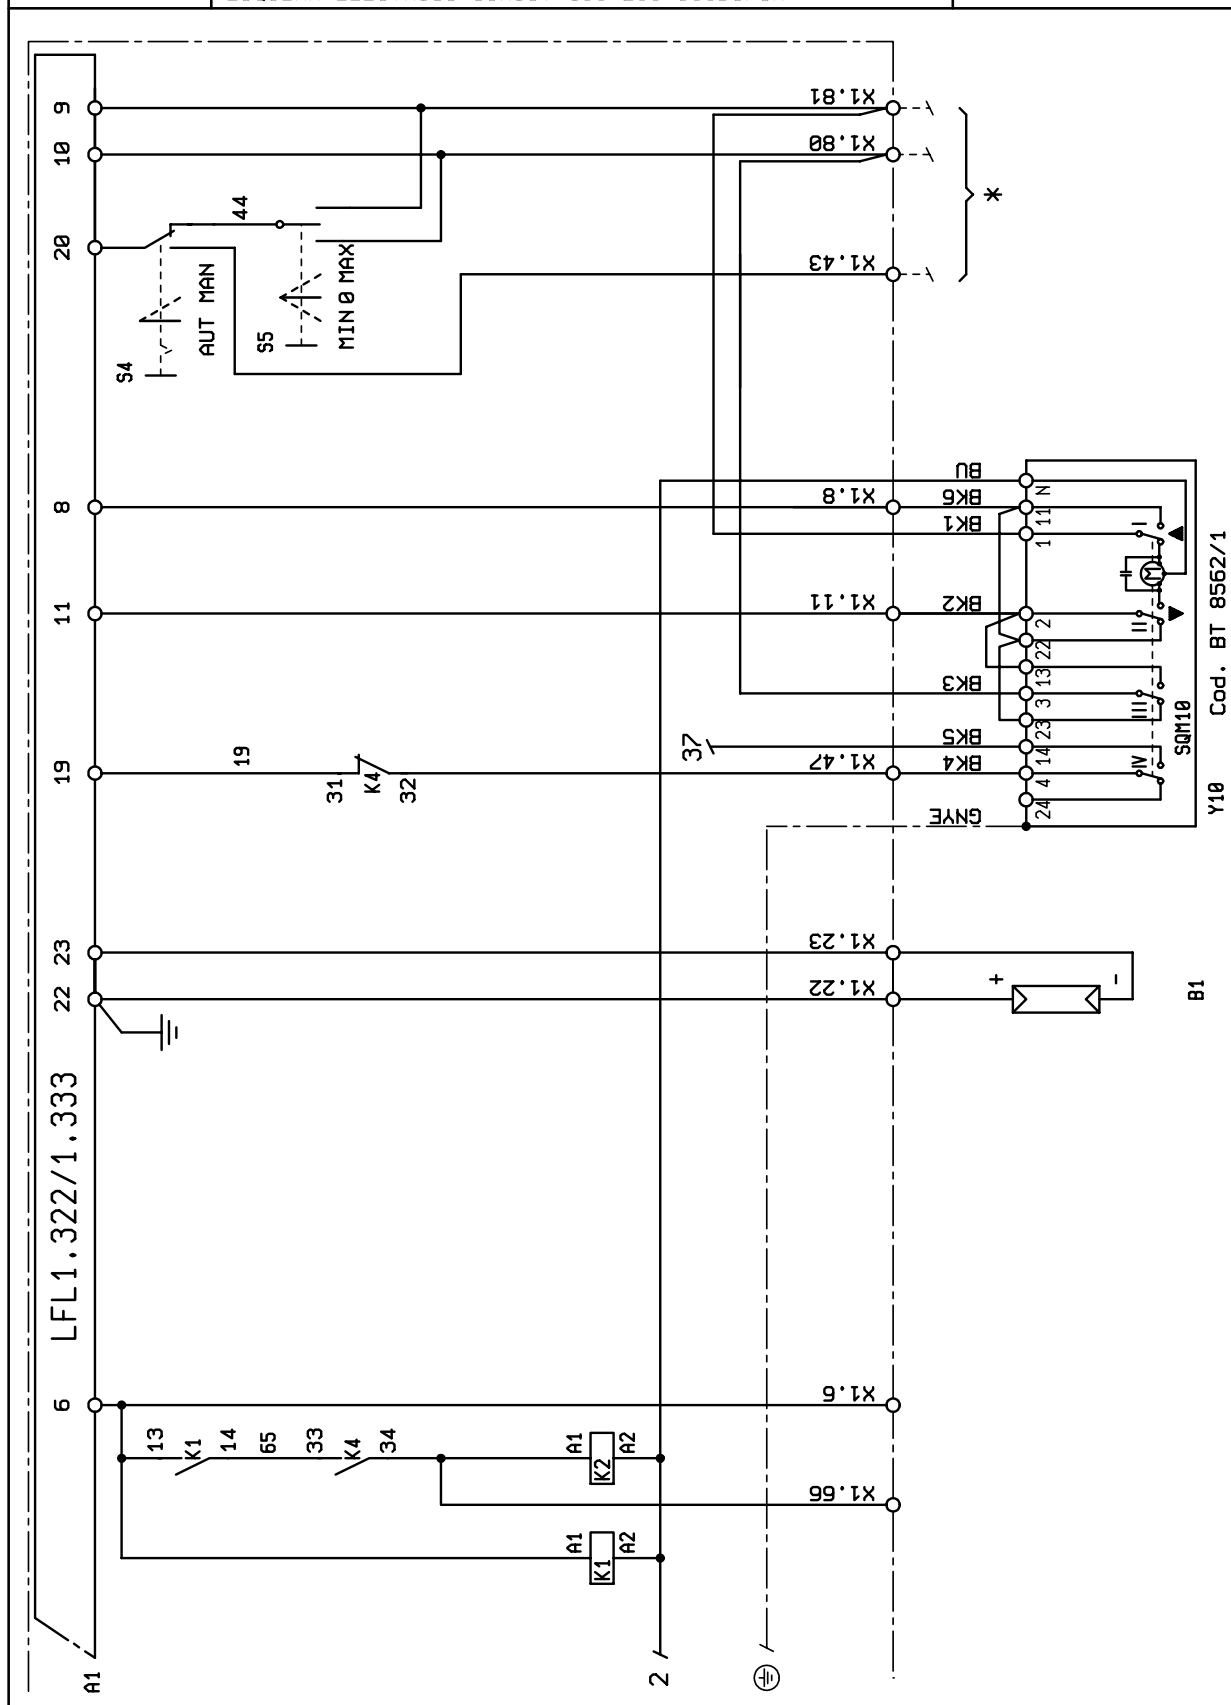 9
10
20
8
11
19
23
22
6
LFL1.322/1.333
A1
44
S4
AUT MAN
S5
MIN 0 MAX
X1.81
X1.80
X1.43
*
X1.8
X1.11
X1.47
X1.23
X1.22
X1.6
X1.66
BU
BK6
BK1
BK2
BK3
BK5
BK4
GNYE
N
11
1
2
22
13
3
23
14
4
24
I
II
III
IV
M
SQM10
Y10
Cod. BT 8562/1
19
31
K4
32
37
+
-
B1
13
K1
14
65
33
K4
34
A1
K2
A2
A1
K1
A2
2